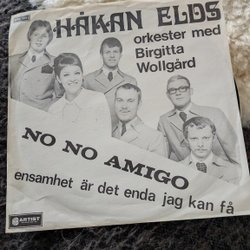 HÅKAN ELDS
orkester med
Birgitta
Wollgård
NO NO AMIGO
ensamhet är det enda jag kan få
ARTIST